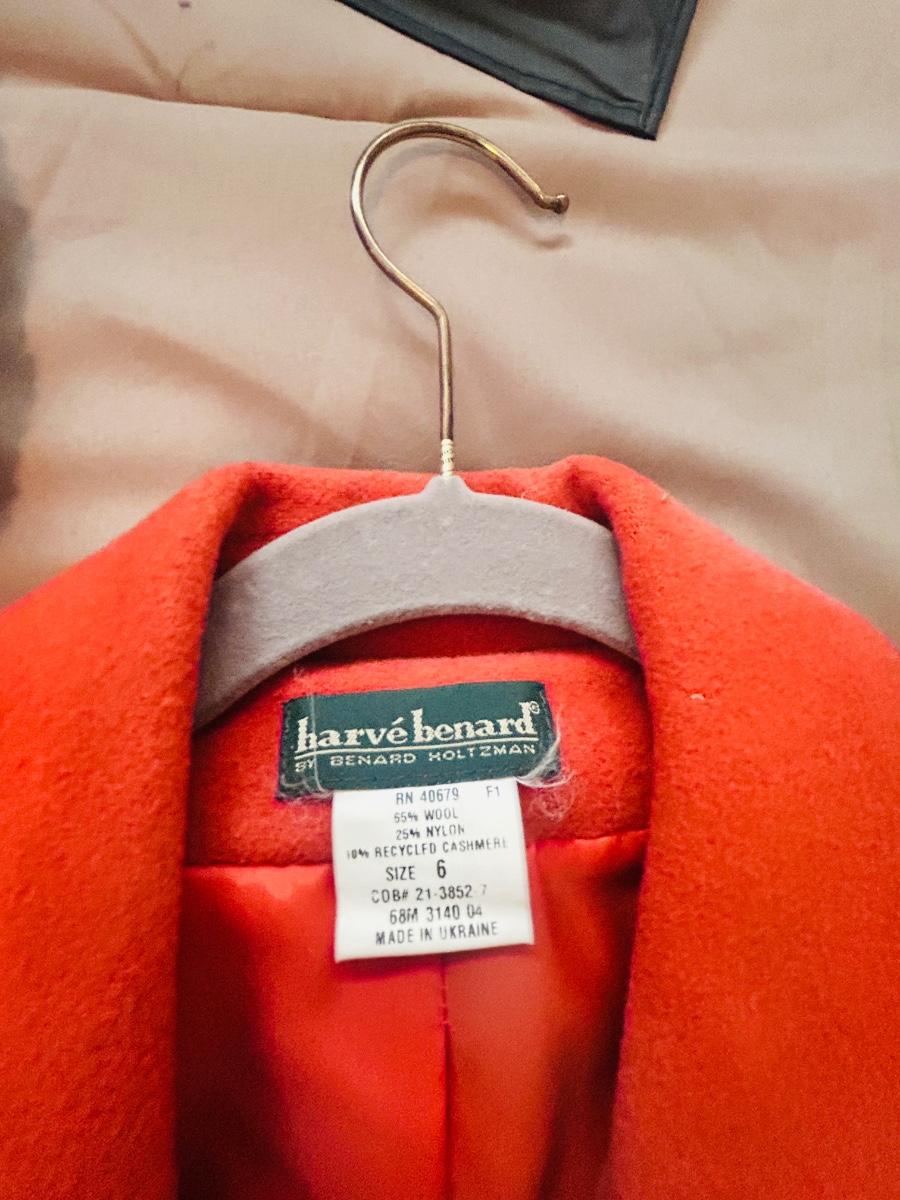 harvé benard®
BY BENARD HOLTZMAN
RN 40679 F1
65% WOOL
25% NYLON
10% RECYCLED CASHMERE
SIZE 6
COB# 21-3852-7
68M 3140 04
MADE IN UKRAINE